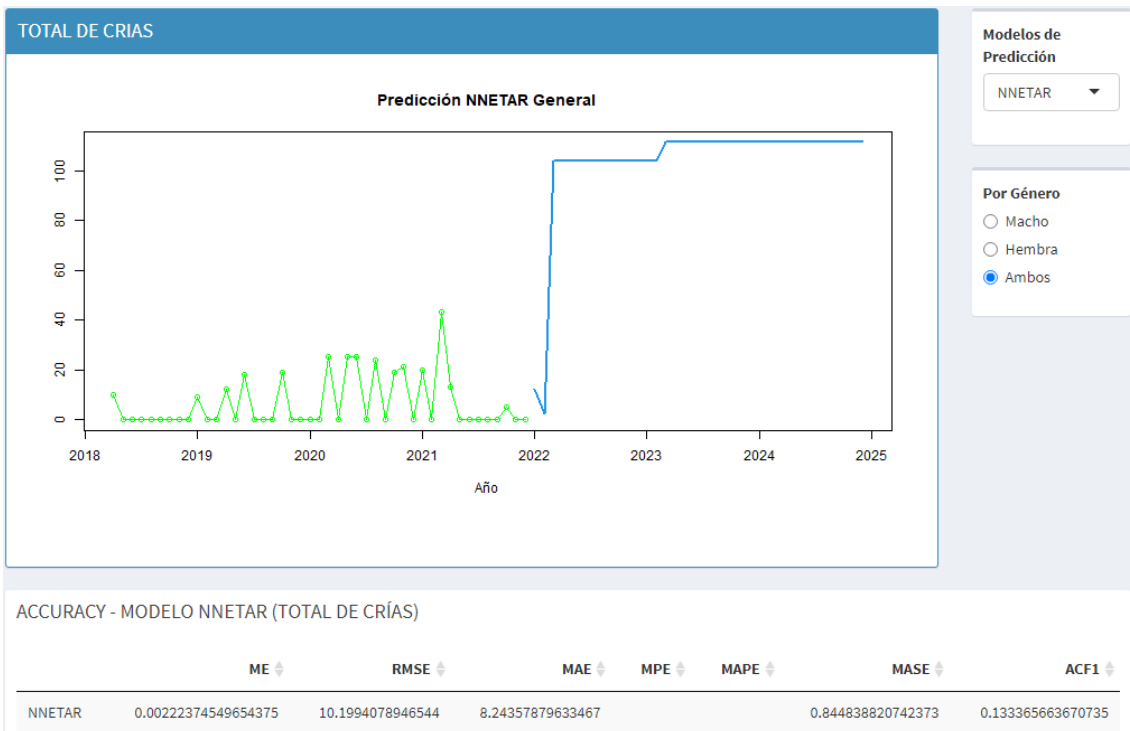 TOTAL DE CRIAS
Predicción NNETAR General
100
80
60
40
20
0
2018 2019 2020 2021 2022 2023 2024 2025
Año
Modelos de
Predicción
NNETAR
Por Género
Macho
Hembra
Ambos
ACCURACY - MODELO NNETAR (TOTAL DE CRÍAS)
ME RMSE MAE MPE MAPE MASE ACF1
NNETAR 0.00222374549654375 10.1994078946544 8.24357879633467 0.844838820742373 0.133365663670735